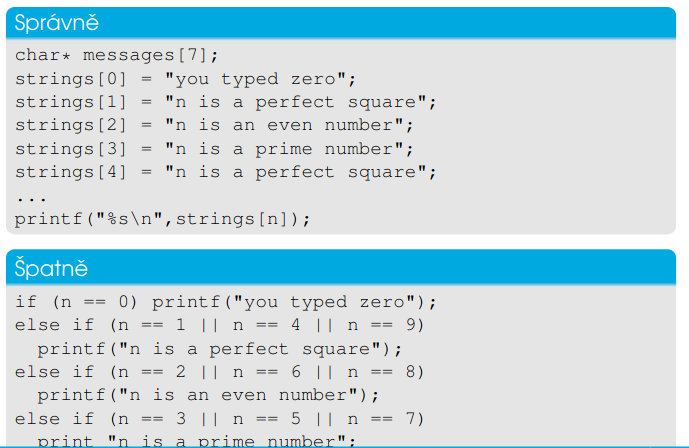 Správně
char* messages[7];
strings[0] = "you typed zero";
strings[1] = "n is a perfect square";
strings[2] = "n is an even number";
strings[3] = "n is a prime number";
strings[4] = "n is a perfect square";
...
printf("%s\n",strings[n]);
Špatně
if (n == 0) printf("you typed zero");
else if (n == 1 || n == 4 || n == 9)
printf("n is a perfect square");
else if (n == 2 || n == 6 || n == 8)
printf("n is an even number");
else if (n == 3 || n == 5 || n == 7)
print "n is a prime number";